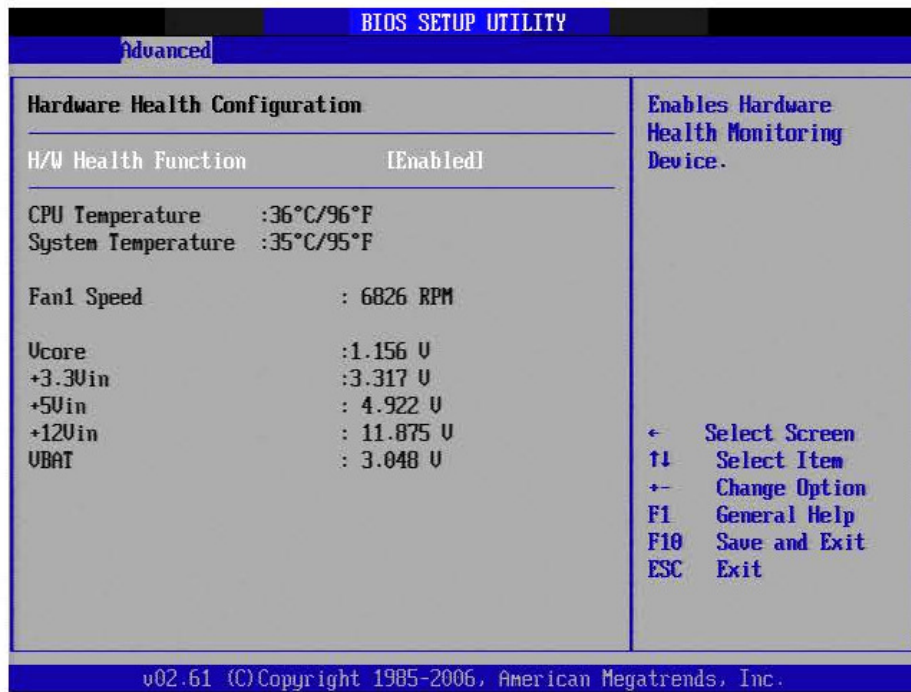 BIOS SETUP UTILITY
Advanced
Hardware Health Configuration
H/W Health Function [Enabled]
CPU Temperature :36°C/96°F
System Temperature :35°C/95°F
Fan1 Speed : 6826 RPM
Vcore :1.156 V
+3.3Vin :3.317 V
+5Vin : 4.922 V
+12Vin : 11.875 V
VBAT : 3.048 V
Enables Hardware
Health Monitoring
Device.
← Select Screen
↑↓ Select Item
+- Change Option
F1 General Help
F10 Save and Exit
ESC Exit
v02.61 (C)Copyright 1985-2006, American Megatrends, Inc.